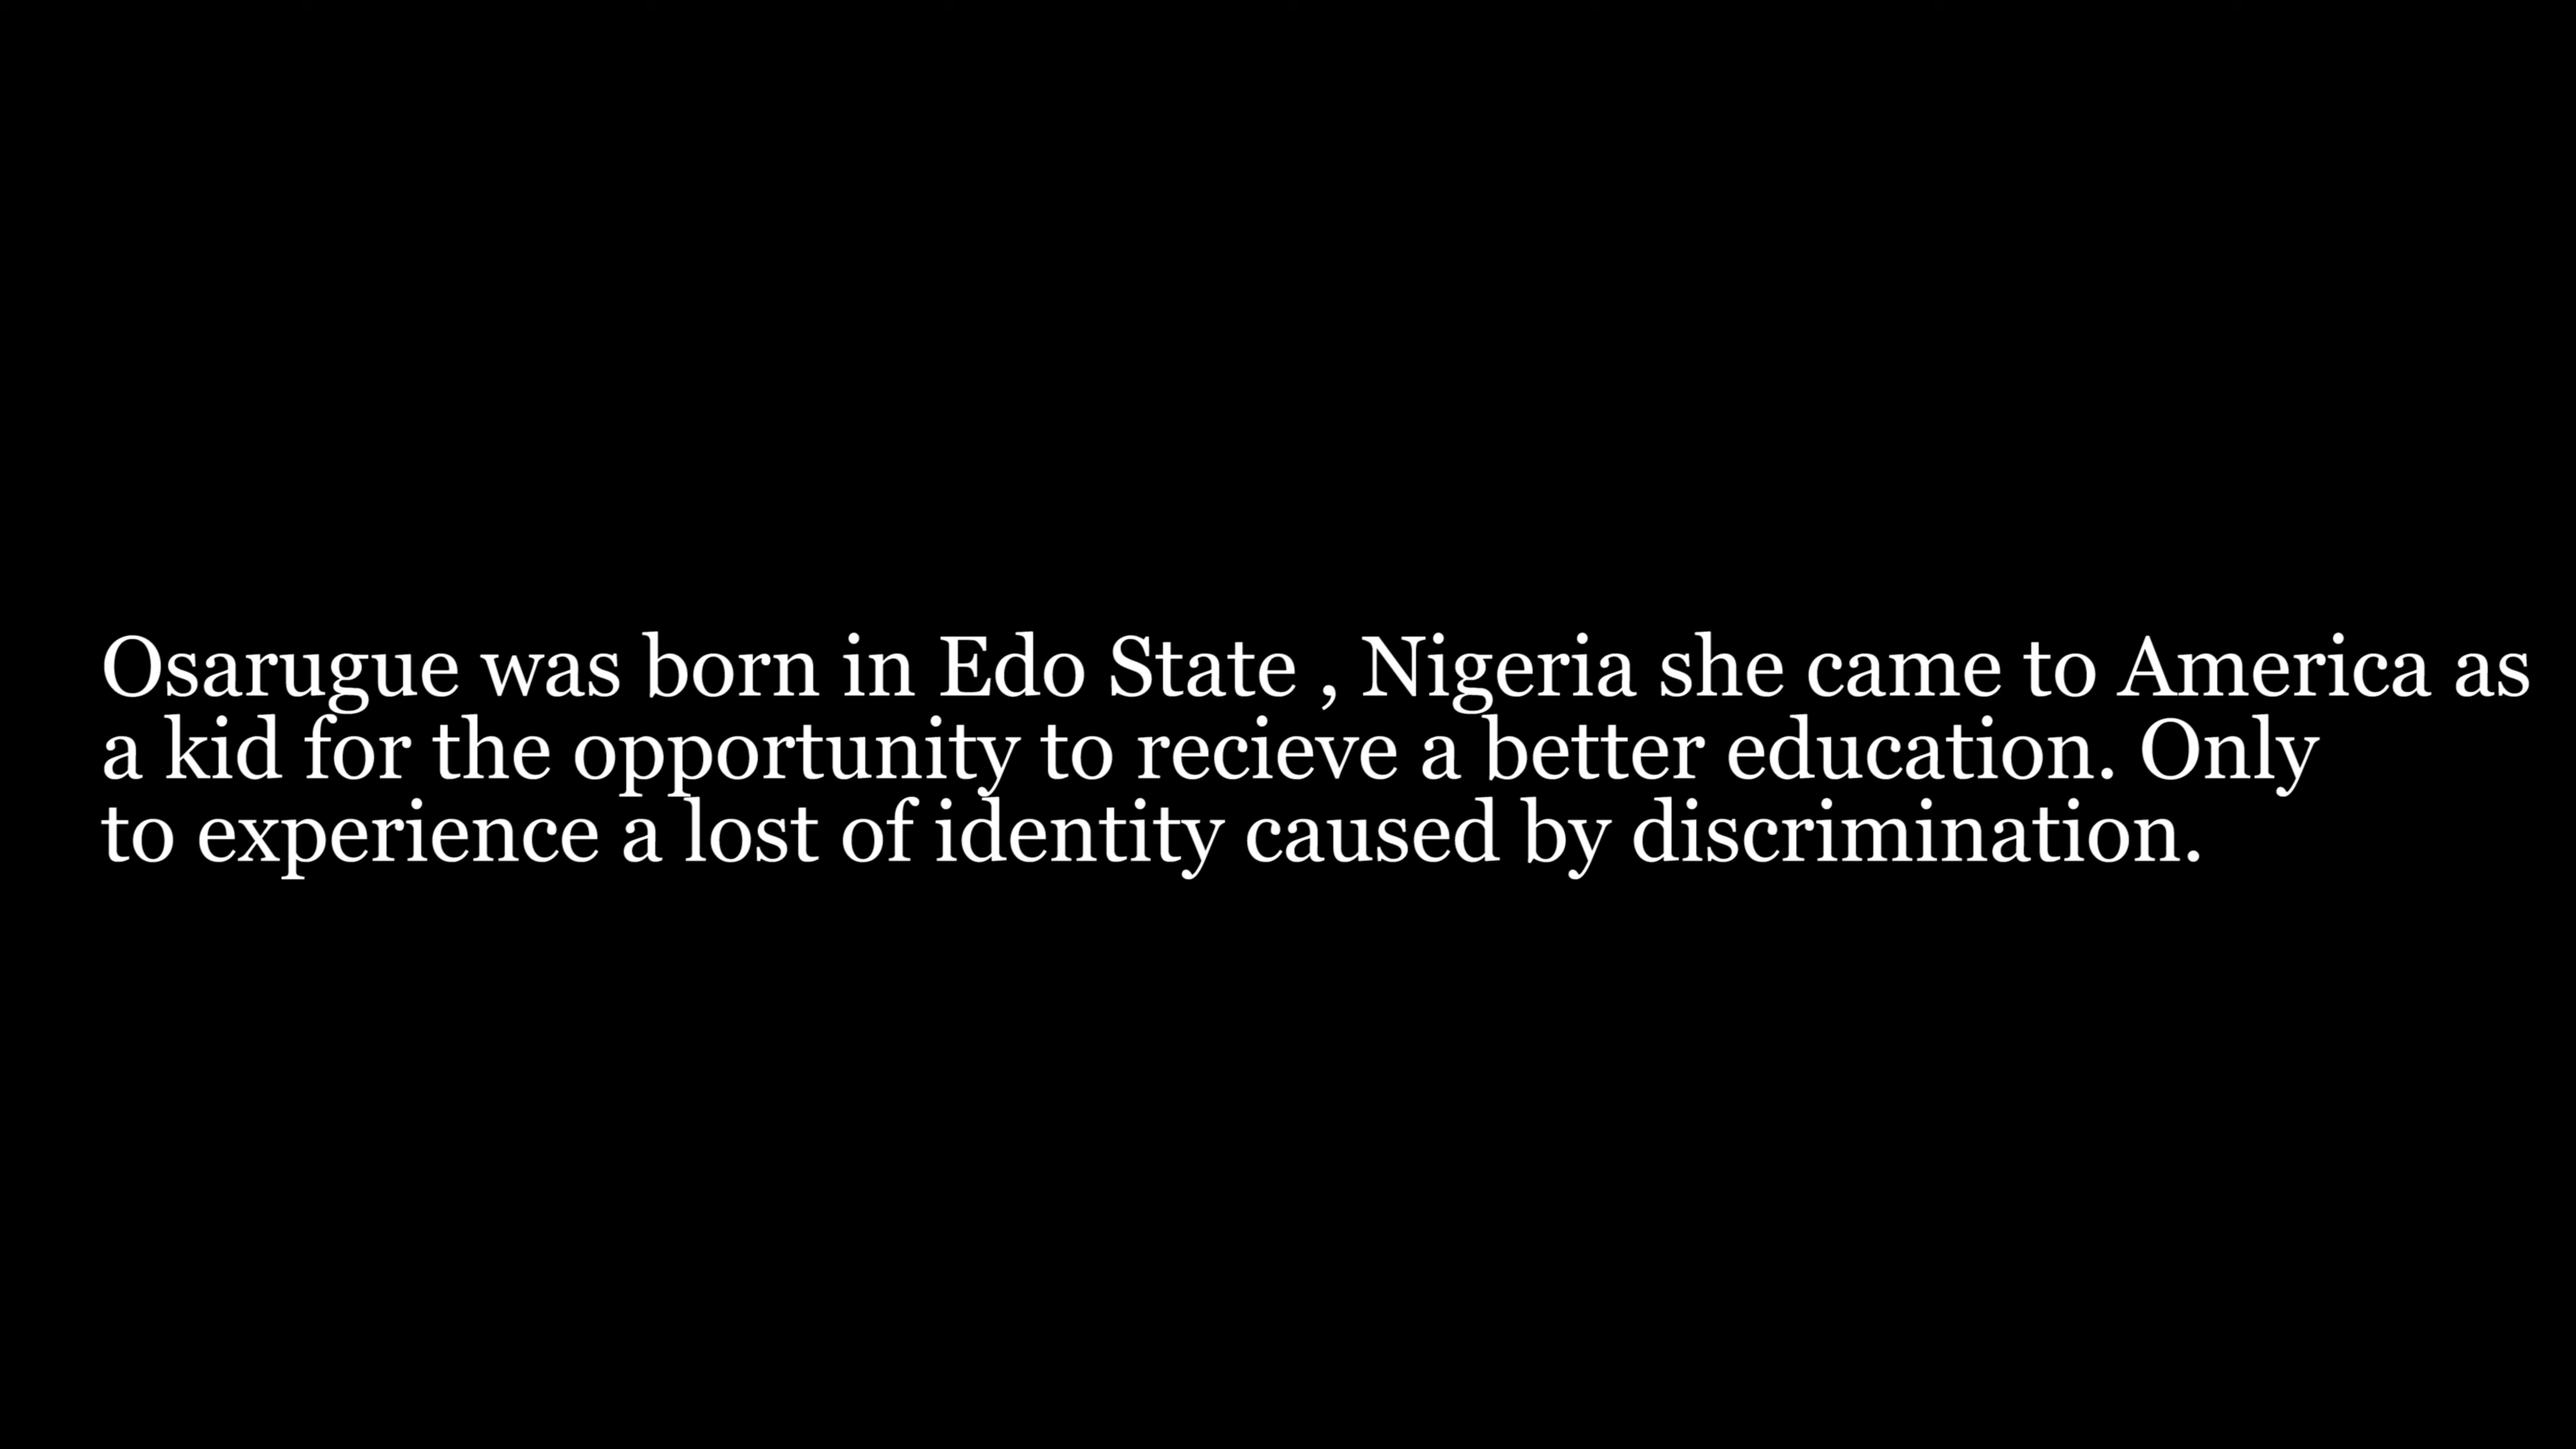 Osarugue was born in Edo State , Nigeria she came to America as
a kid for the opportunity to recieve a better education. Only
to experience a lost of identity caused by discrimination.